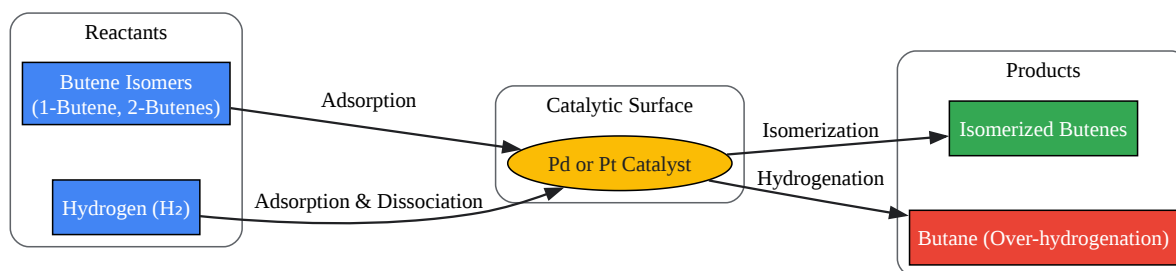 Reactants
Butene Isomers
(1-Butene, 2-Butenes)
Hydrogen (H₂)
Adsorption
Adsorption & Dissociation
Catalytic Surface
Pd or Pt Catalyst
Isomerization
Hydrogenation
Products
Isomerized Butenes
Butane (Over-hydrogenation)